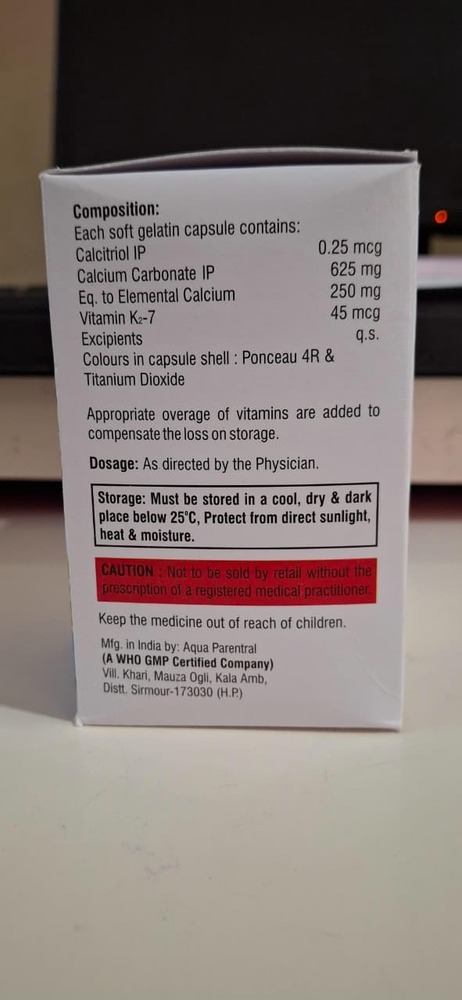 Composition:
Each soft gelatin capsule contains:
Calcitriol IP 0.25 mcg
Calcium Carbonate IP 625 mg
Eq. to Elemental Calcium 250 mg
Vitamin K₂-7 45 mcg
Excipients q.s.
Colours in capsule shell : Ponceau 4R &
Titanium Dioxide
Appropriate overage of vitamins are added to
compensate the loss on storage.
Dosage: As directed by the Physician.
Storage: Must be stored in a cool, dry & dark
place below 25°C, Protect from direct sunlight,
heat & moisture.
CAUTION : Not to be sold by retail without the
prescription of a registered medical practitioner.
Keep the medicine out of reach of children.
Mfg. in India by: Aqua Parentral
(A WHO GMP Certified Company)
Vill. Khari, Mauza Ogli, Kala Amb,
Distt. Sirmour-173030 (H.P.)